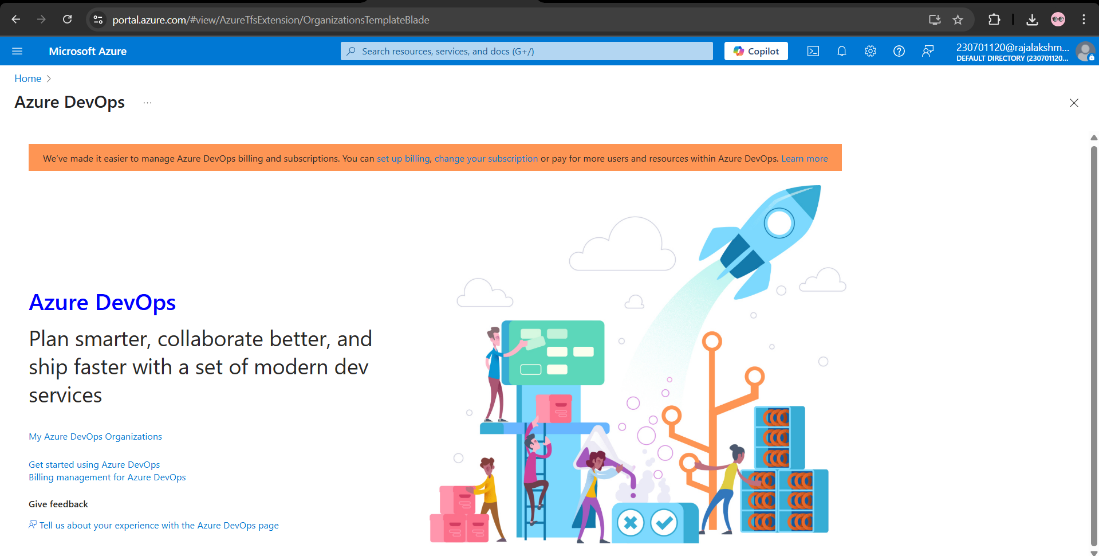 portal.azure.com/#view/AzureTfsExtension/OrganizationsTemplateBlade
Microsoft Azure
Search resources, services, and docs (G+/)
Copilot
230701120@rajalakshm...
DEFAULT DIRECTORY (230701120...
Home
Azure DevOps
...
We've made it easier to manage Azure DevOps billing and subscriptions. You can set up billing, change your subscription or pay for more users and resources within Azure DevOps. Learn more.
Azure DevOps
Plan smarter, collaborate better, and
ship faster with a set of modern dev
services
My Azure DevOps Organizations
Get started using Azure DevOps
Billing management for Azure DevOps
Give feedback
Tell us about your experience with the Azure DevOps page